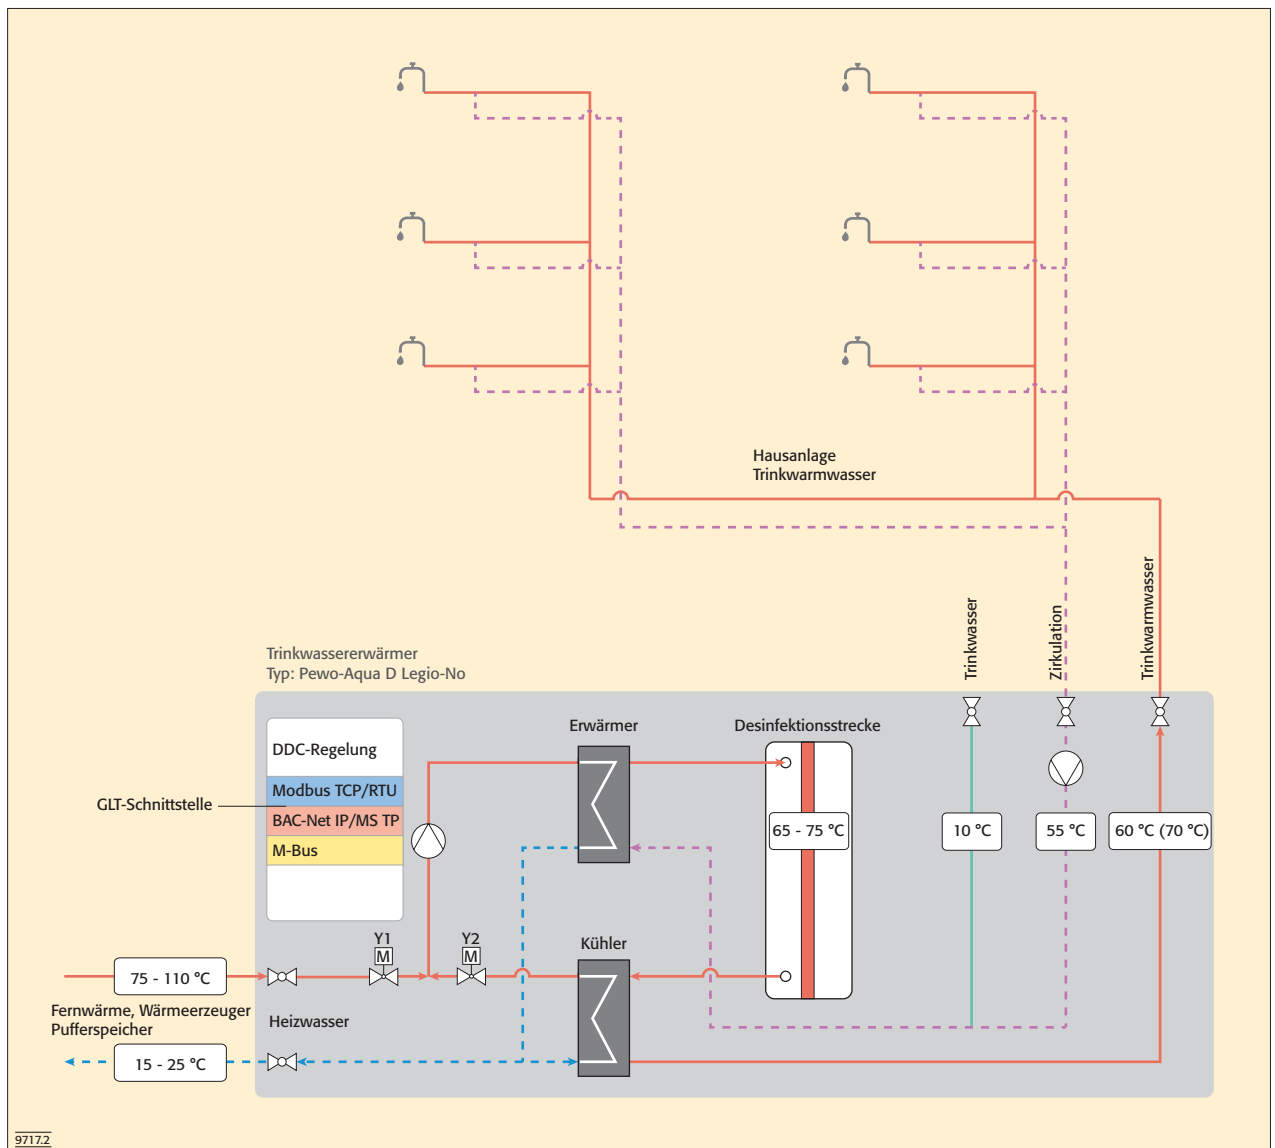 Hausanlage
Trinkwarmwasser
Trinkwasser
Zirkulation
Trinkwarmwasser
Trinkwassererwärmer
Typ: Pewo-Aqua D Legio-No
DDC-Regelung
Modbus TCP/RTU
BAC-Net IP/MS TP
M-Bus
GLT-Schnittstelle
Erwärmer
Desinfektionsstrecke
65 - 75 °C
10 °C
55 °C
60 °C (70 °C)
Y1
M
Y2
M
Kühler
75 - 110 °C
Fernwärme, Wärmeerzeuger
Pufferspeicher
Heizwasser
15 - 25 °C
9717.2